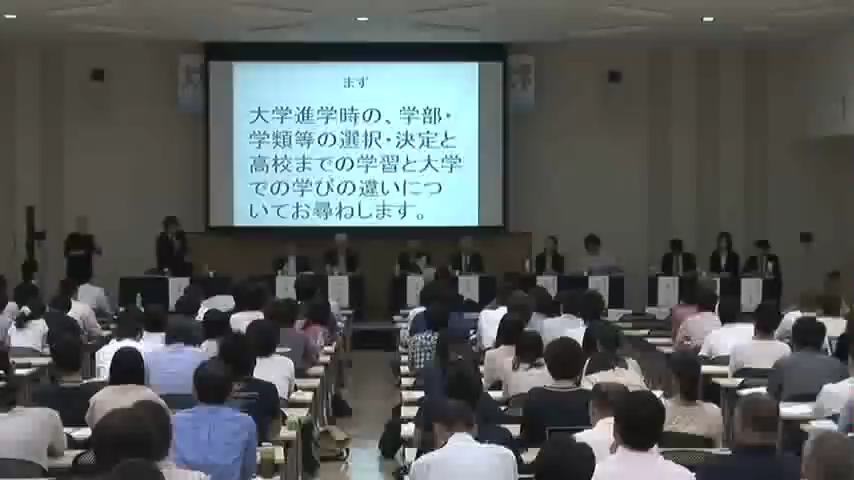 まず
大学進学時の、学部・
学類等の選択・決定と
高校までの学習と大学
での学びの違いにつ
いてお尋ねします。